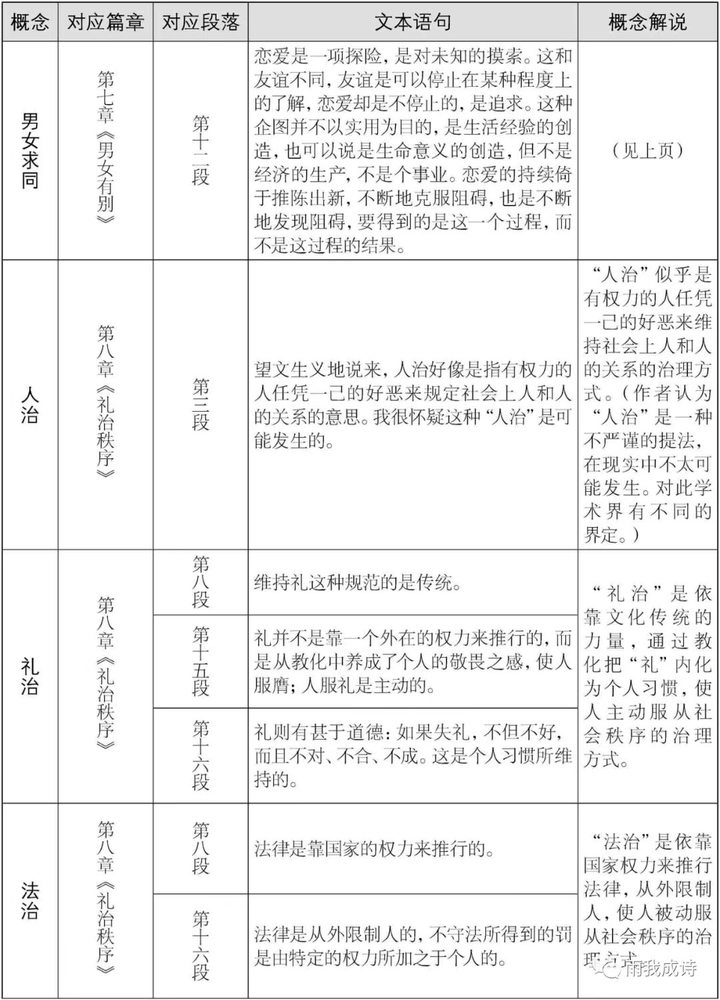 概念 对应篇章 对应段落 文本语句 概念解说
男女求同
第七章《男女有别》
第十二段
恋爱是一项探险，是对未知的摸索。这和
友谊不同，友谊是可以停止在某种程度上
的了解，恋爱却是不停止的，是追求。这种
企图并不以实用为目的，是生活经验的创
造，也可以说是生命意义的创造，但不是
经济的生产，不是个事业。恋爱的持续倚
于推陈出新，不断地克服阻碍，也是不断
地发现阻碍，要得到的是这一个过程，而
不是这过程的结果。
（见上页）
人治
第八章《礼治秩序》
第三段
望文生义地说来，人治好像是指有权力的
人任凭一己的好恶来规定社会上人和人
的关系的意思。我很怀疑这种“人治”是可
能发生的。
“人治”似乎是
有权力的人任凭
一己的好恶来维
持社会上人和人
的关系的治理方
式。（作者认为
“人治”是一种
不严谨的提法，
在现实中不太可
能发生。对此学
术界有不同的
界定。）
礼治
第八章《礼治秩序》
第八段
维持礼这种规范的是传统。
第十五段
礼并不是靠一个外在的权力来推行的，而
是从教化中养成了个人的敬畏之感，使人
服膺；人服礼是主动的。
第十六段
礼则有甚于道德：如果失礼，不但不好，
而且不对、不合、不成。这是个人习惯所维
持的。
“礼治”是依
靠文化传统的
力量，通过教
化把“礼”内化
为个人习惯，使
人主动服从社
会秩序的治理
方式。
法治
第八章《礼治秩序》
第八段
法律是靠国家的权力来推行的。
第十六段
法律是从外限制人的，不守法所得到的罚
是由特定的权力所加之于个人的。
“法治”是依靠
国家权力来推行
法律，从外限制
人，使人被动服
从社会秩序的治
理方式。
雨我成诗